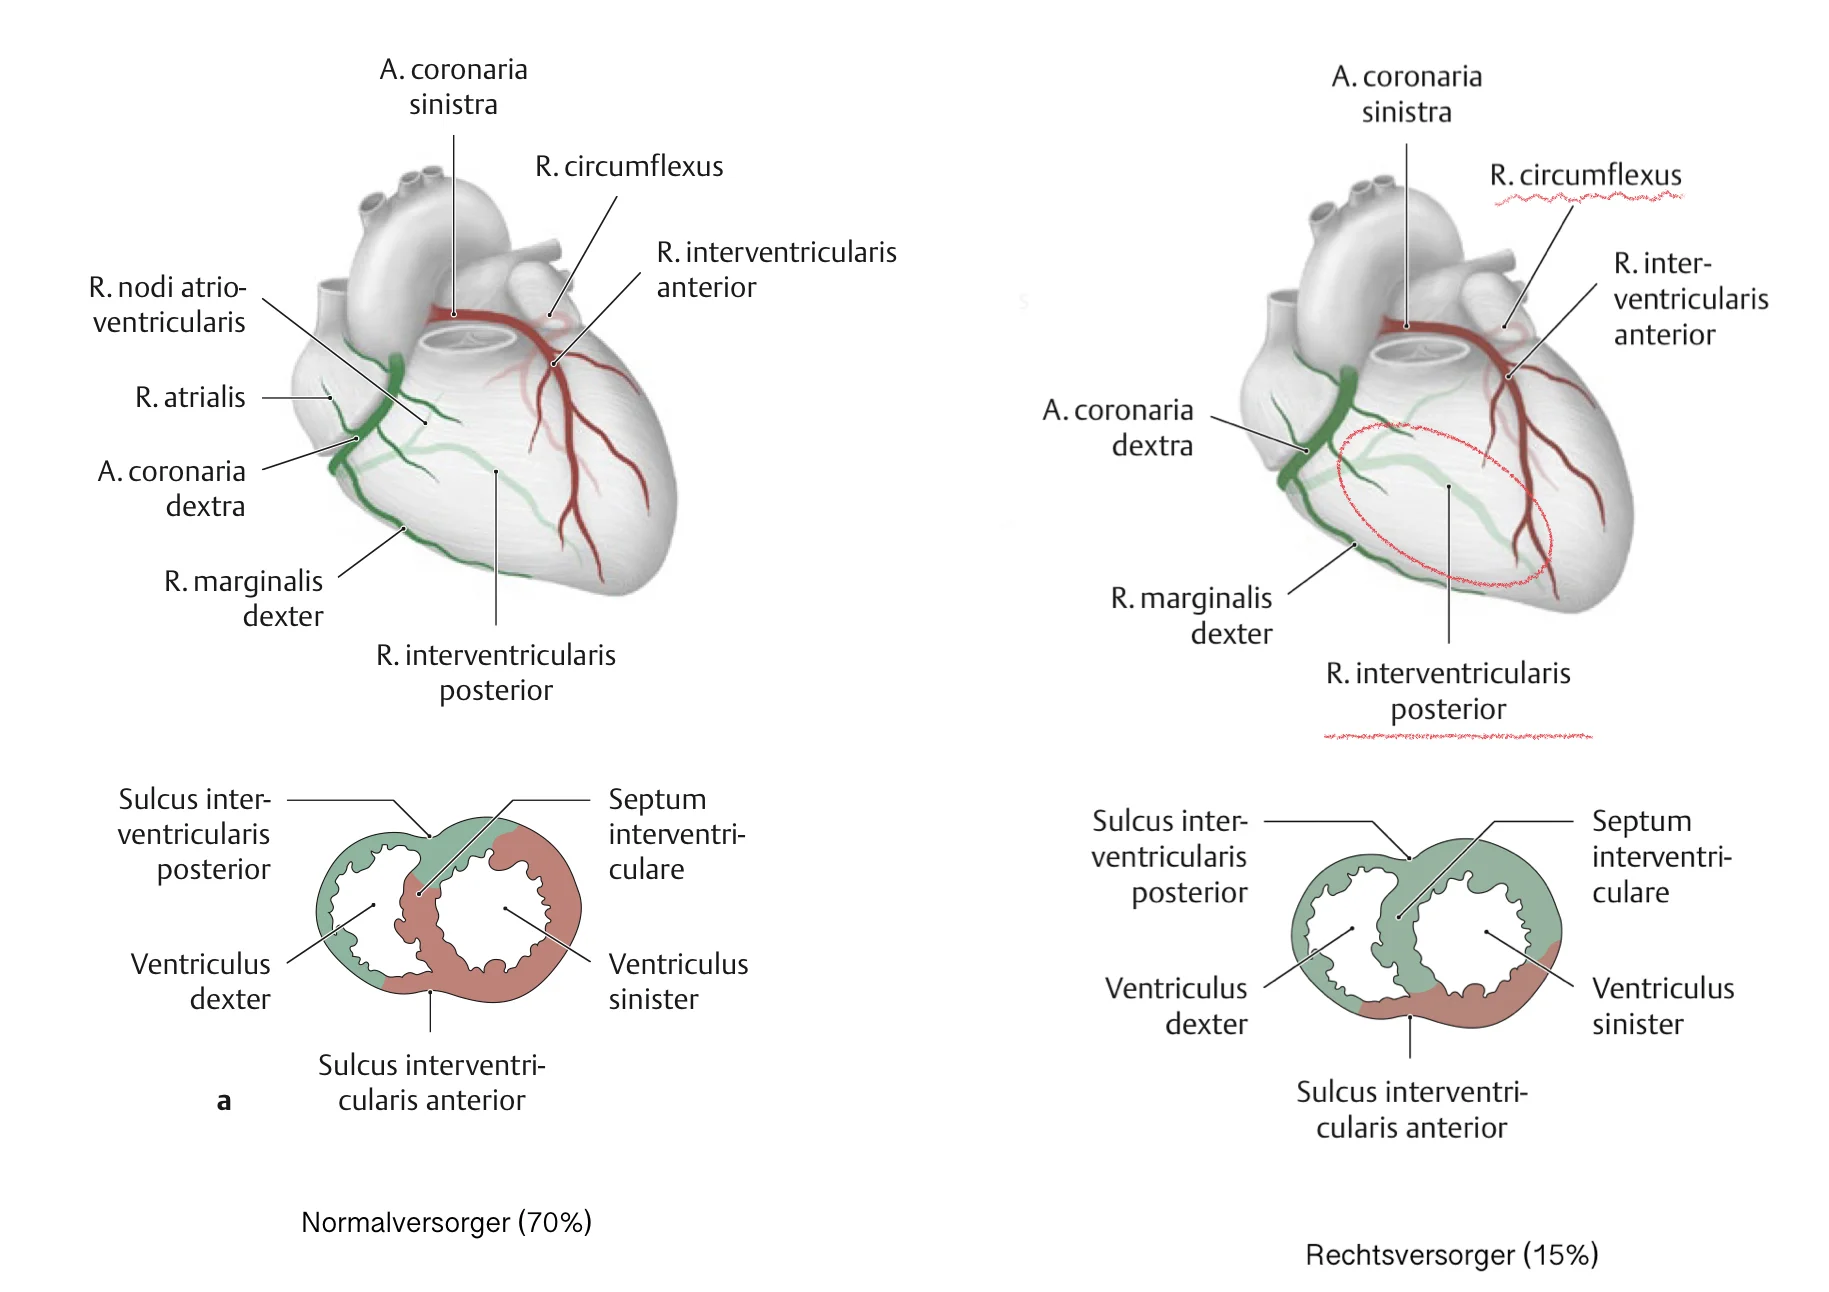 A. coronaria
sinistra
R. circumflexus
R. interventricularis
anterior
R. nodi atrio-
ventricularis
R. atrialis
A. coronaria
dextra
R. marginalis
dexter
R. interventricularis
posterior
Sulcus inter-
ventricularis
posterior
Septum
interventri-
culare
Ventriculus
dexter
Ventriculus
sinister
Sulcus interventri-
cularis anterior
a
Normalversorger (70%)
A. coronaria
sinistra
R. circumflexus
R. inter-
ventricularis
anterior
s
A. coronaria
dextra
R. marginalis
dexter
R. interventricularis
posterior
Sulcus inter-
ventricularis
posterior
Septum
interventri-
culare
Ventriculus
dexter
Ventriculus
sinister
Sulcus interventri-
cularis anterior
Rechtsversorger (15%)